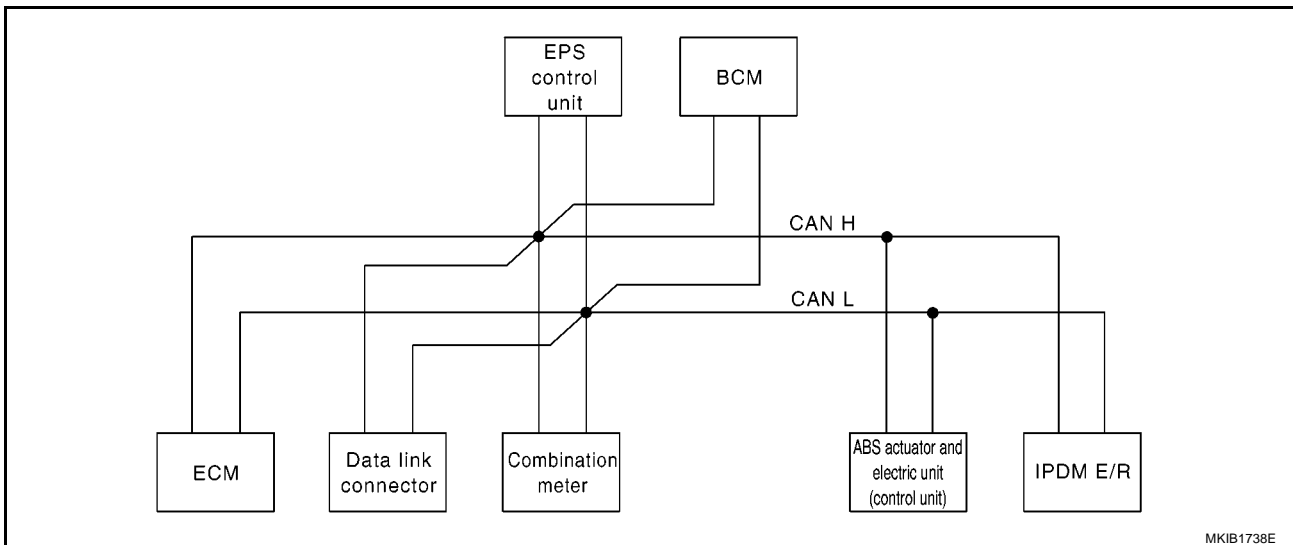 EPS
control
unit
BCM
CAN H
CAN L
ECM
Data link
connector
Combination
meter
ABS actuator and
electric unit
(control unit)
IPDM E/R
MKIB1738E